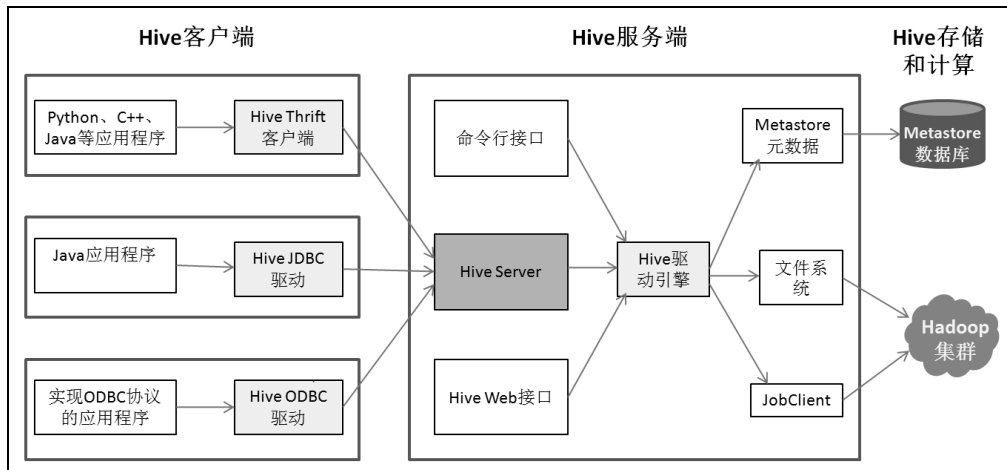 Hive客户端
Hive服务端
Hive存储
和计算
Python、C++、
Java等应用程序
Hive Thrift
客户端
Java应用程序
Hive JDBC
驱动
实现ODBC协议
的应用程序
Hive ODBC
驱动
命令行接口
Hive Server
Hive Web接口
Hive驱
动引擎
Metastore
元数据
文件系
统
JobClient
Metastore
数据库
Hadoop
集群